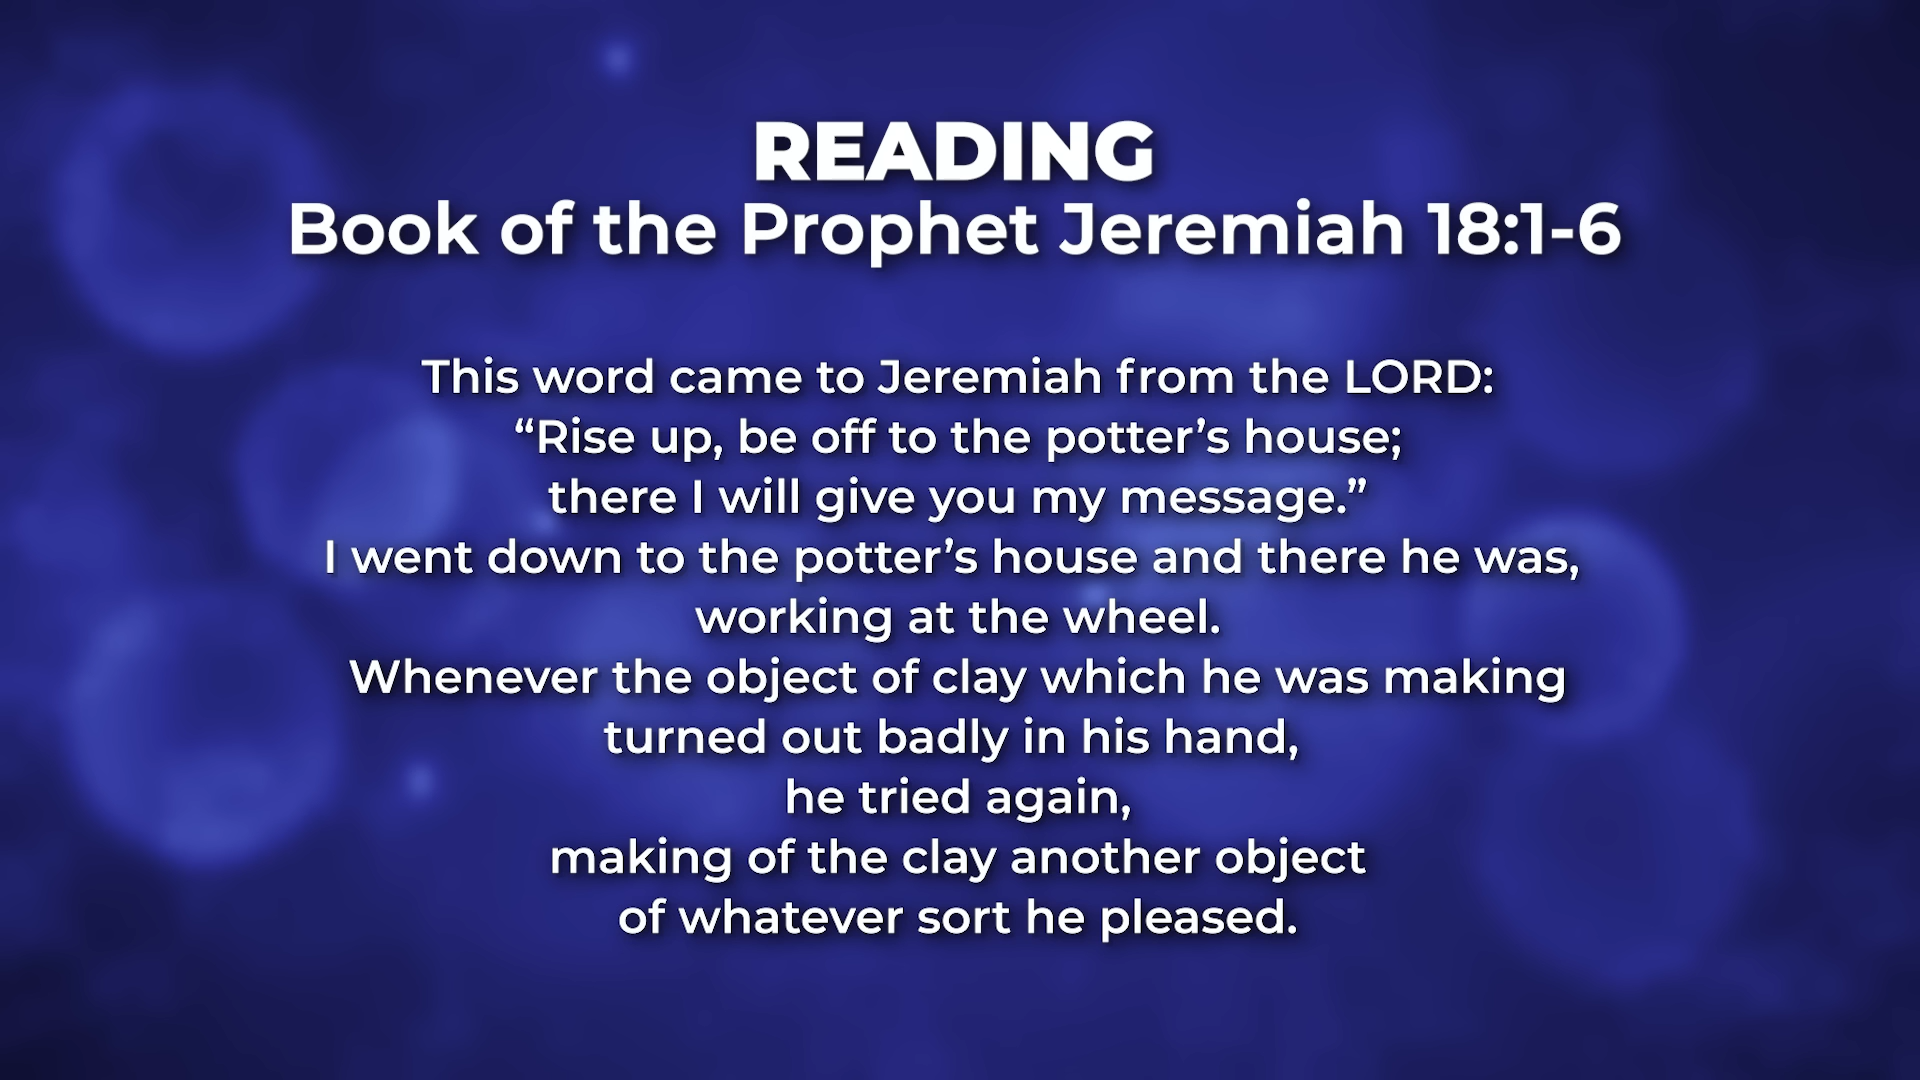 READING
Book of the Prophet Jeremiah 18:1-6
This word came to Jeremiah from the LORD:
“Rise up, be off to the potter’s house;
there I will give you my message.”
I went down to the potter’s house and there he was,
working at the wheel.
Whenever the object of clay which he was making
turned out badly in his hand,
he tried again,
making of the clay another object
of whatever sort he pleased.